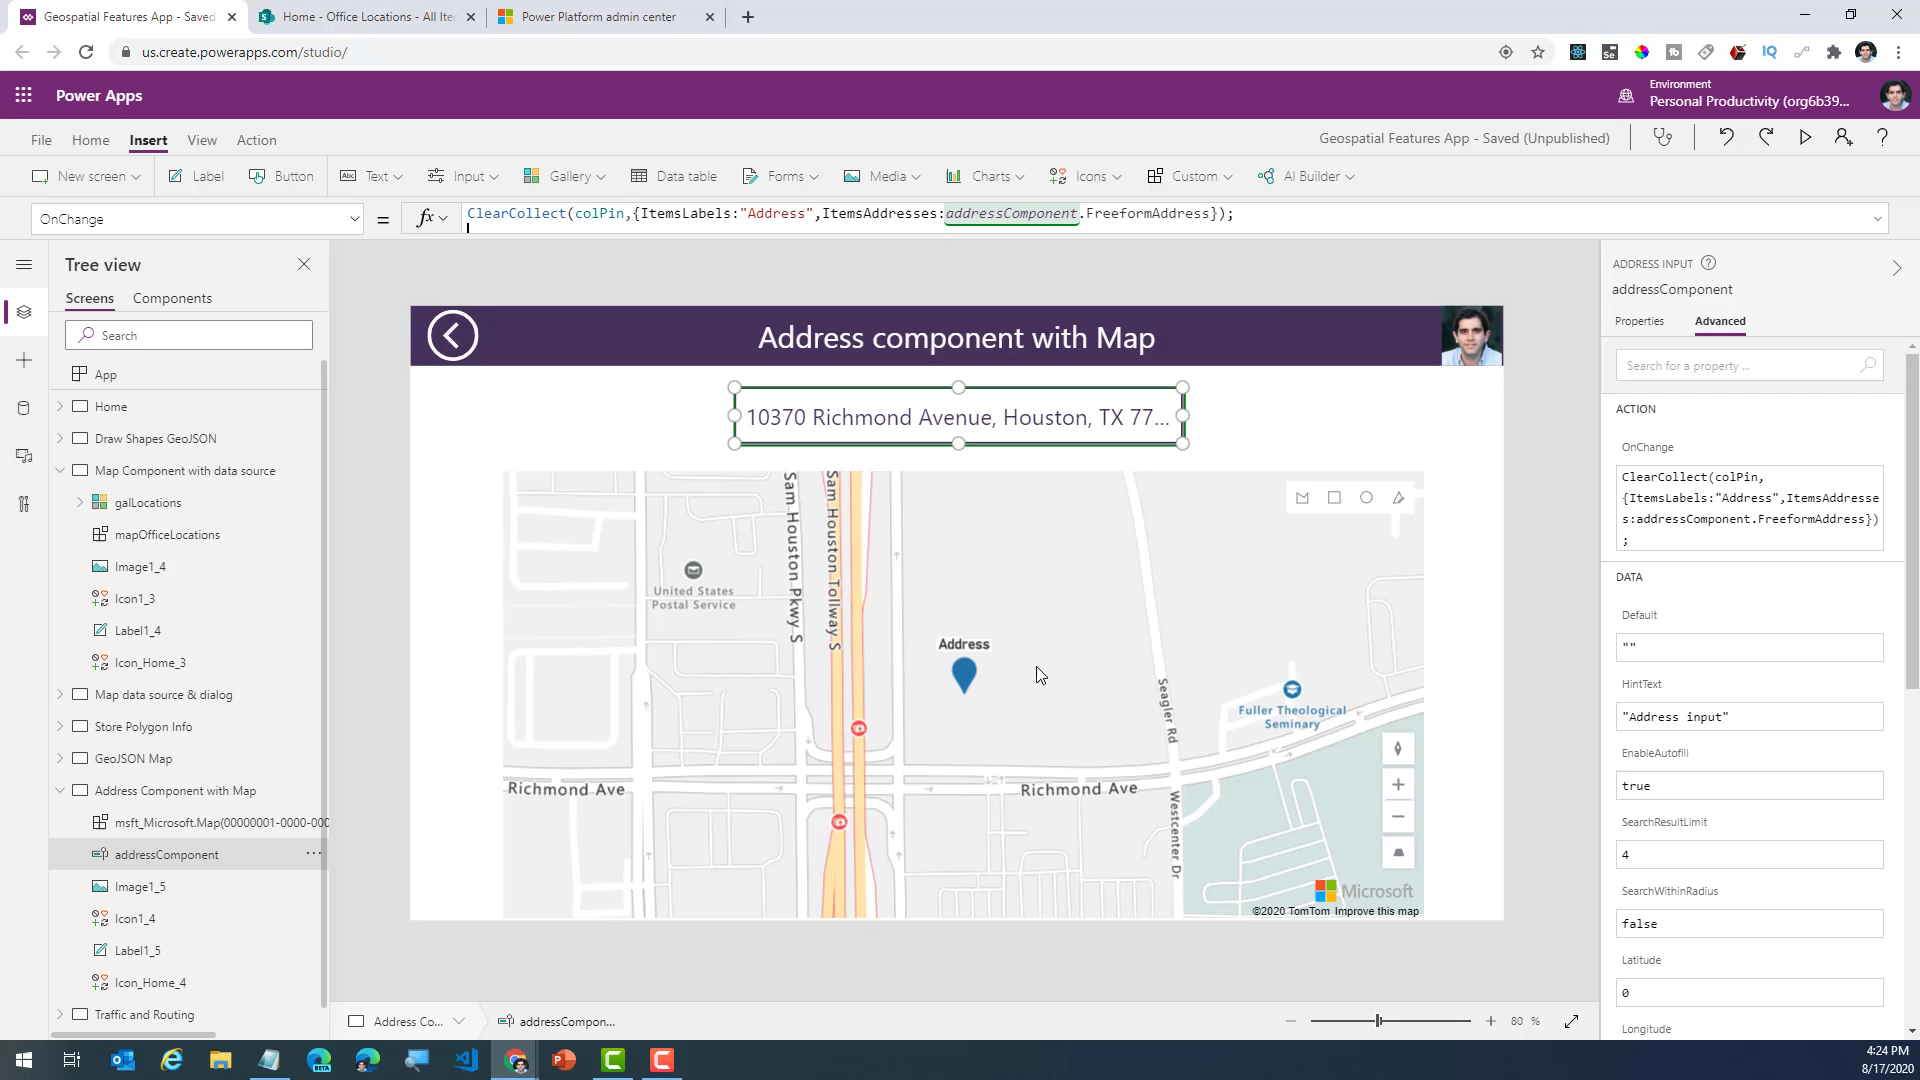 Geospatial Features App - Saved
Home - Office Locations - All Ite
Power Platform admin center
us.create.powerapps.com/studio/
Power Apps
Environment
Personal Productivity (org6b39...
File
Home
Insert
View
Action
Geospatial Features App - Saved (Unpublished)
New screen
Label
Button
Text
Input
Gallery
Data table
Forms
Media
Charts
Icons
Custom
AI Builder
OnChange
=
fx
ClearCollect(colPin,{ItemsLabels:"Address",ItemsAddresses:addressComponent.FreeformAddress});
Tree view
Screens
Components
Search
App
Home
Draw Shapes GeoJSON
Map Component with data source
galLocations
mapOfficeLocations
Image1_4
Icon1_3
Label1_4
Icon_Home_3
Map data source & dialog
Store Polygon Info
GeoJSON Map
Address Component with Map
msft_Microsoft.Map(00000001-0000-000
addressComponent
...
Image1_5
Icon1_4
Label1_5
Icon_Home_4
Traffic and Routing
Address component with Map
10370 Richmond Avenue, Houston, TX 77...
Sam Houston Pkwy S
Sam Houston Tollway S
United States
Postal Service
Address
Seagler Rd
Fuller Theological
Seminary
Richmond Ave
Richmond Ave
Westcenter Dr
Microsoft
©2020 TomTom Improve this map
Address Co...
addressCompon...
80 %
ADDRESS INPUT
addressComponent
Properties
Advanced
Search for a property ...
ACTION
OnChange
ClearCollect(colPin,
{ItemsLabels:"Address",ItemsAddresse
s:addressComponent.FreeformAddress})
;
DATA
Default
""
HintText
"Address input"
EnableAutofill
true
SearchResultLimit
4
SearchWithinRadius
false
Latitude
0
Longitude
4:24 PM
8/17/2020